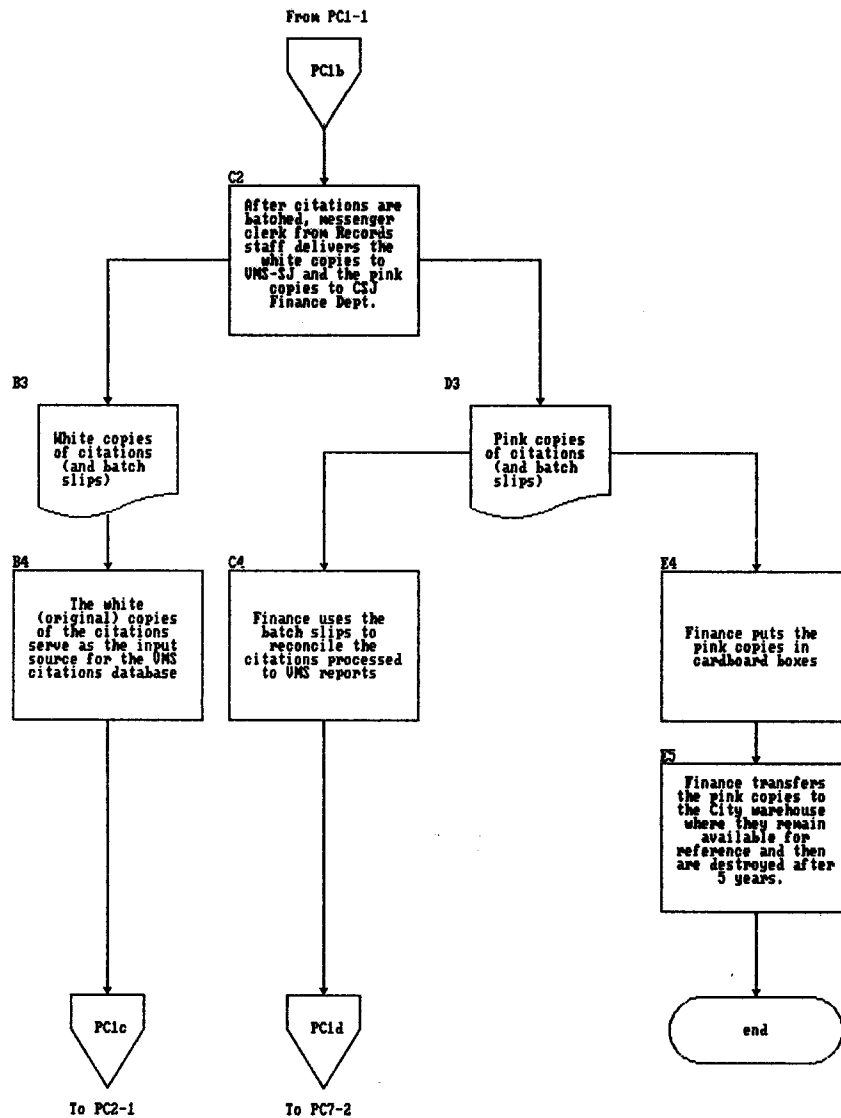 From PC1-1
PC1b
C2
After citations are
batched, messenger
clerk from Records
staff delivers the
white copies to
VMS-SJ and the pink
copies to CSJ
Finance Dept.
B3
White copies
of citations
(and batch
slips)
D3
Pink copies
of citations
(and batch
slips)
B4
The white
(original) copies
of the citations
serve as the input
source for the VMS
citations database
C4
Finance uses the
batch slips to
reconcile the
citations processed
to VMS reports
E4
Finance puts the
pink copies in
cardboard boxes
E5
Finance transfers
the pink copies to
the City warehouse
where they remain
available for
reference and then
are destroyed after
5 years.
PC1c
PC1d
end
To PC2-1
To PC7-2